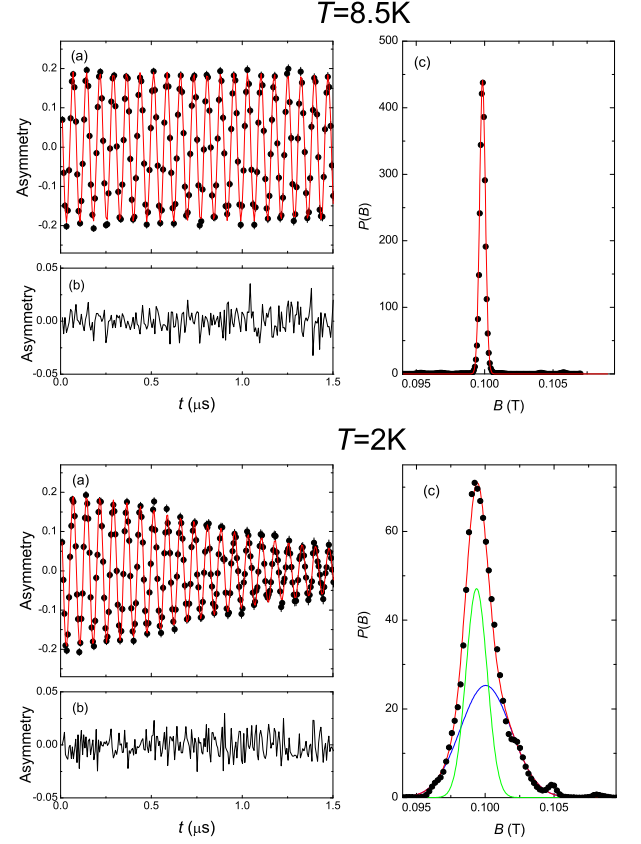 T=8.5K
(a)
0.2
0.1
0.0
-0.1
-0.2
Asymmetry
(b)
0.05
0.00
-0.05
Asymmetry
0.0 0.5 1.0 1.5
t (μs)
(c)
500
400
300
200
100
0
P(B)
0.095 0.100 0.105
B (T)
T=2K
(a)
0.2
0.1
0.0
-0.1
-0.2
Asymmetry
(b)
0.05
0.00
-0.05
Asymmetry
0.0 0.5 1.0 1.5
t (μs)
(c)
60
40
20
0
P(B)
0.095 0.100 0.105
B (T)